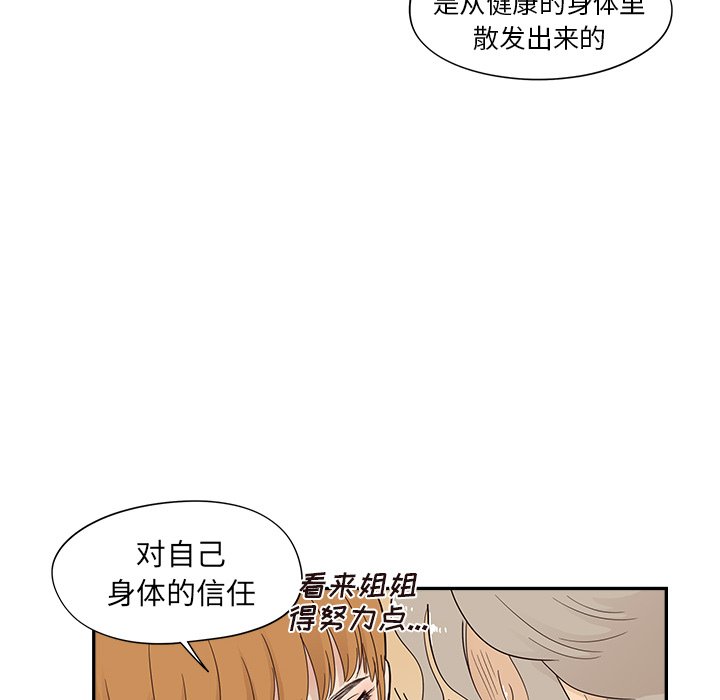 是从健康的身体里
散发出来的
对自己
身体的信任
看来姐姐
得努力点...